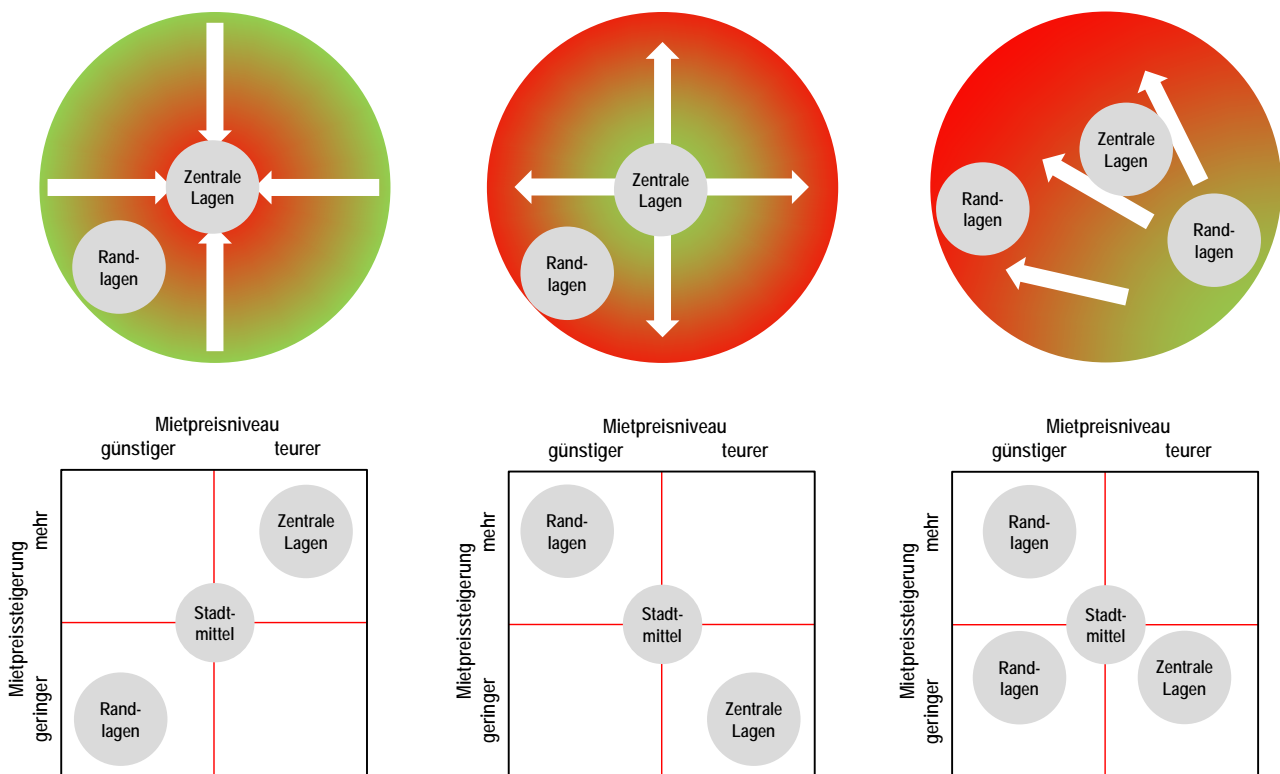 Zentrale
Lagen
Rand-
lagen
Zentrale
Lagen
Rand-
lagen
Zentrale
Lagen
Rand-
lagen
Rand-
lagen
Mietpreisniveau
günstiger teurer
Mietpreissteigerung
mehr
geringer
Zentrale
Lagen
Stadt-
mittel
Rand-
lagen
Mietpreisniveau
günstiger teurer
Mietpreissteigerung
mehr
geringer
Rand-
lagen
Stadt-
mittel
Zentrale
Lagen
Mietpreisniveau
günstiger teurer
Mietpreissteigerung
mehr
geringer
Rand-
lagen
Stadt-
mittel
Rand-
lagen
Zentrale
Lagen